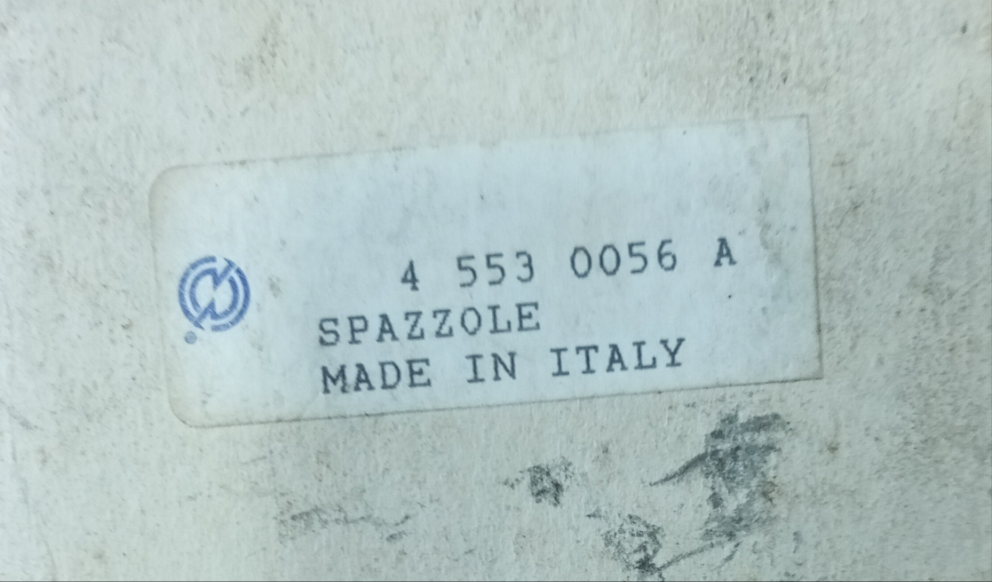 4 553 0056 A
SPAZZOLE
MADE IN ITALY